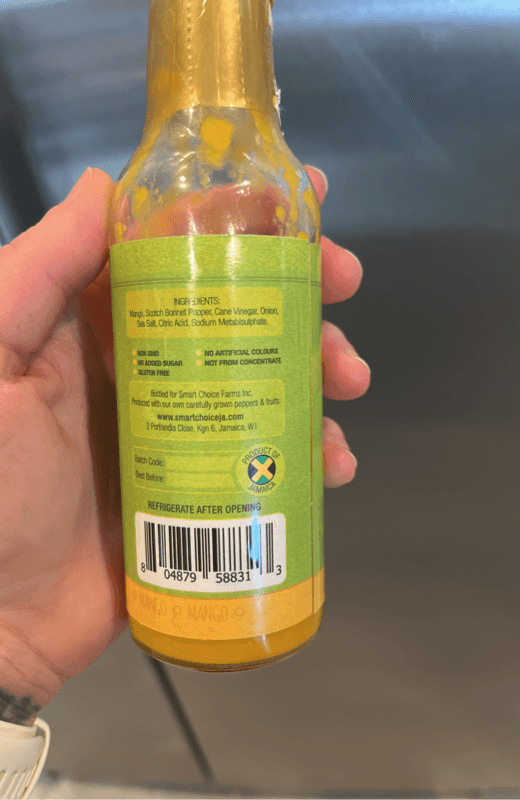 INGREDIENTS:
Mango, Scotch Bonnet Pepper, Cane Vinegar, Onion,
Sea Salt, Citric Acid, Sodium Metabisulphate.
NON GMO
NO ADDED SUGAR
GLUTEN FREE
NO ARTIFICIAL COLOURS
NOT FROM CONCENTRATE
Bottled for Smart Choice Farms Inc.
Produced with our own carefully grown peppers & fruits.
www.smartchoiceja.com
2 Portlandia Close, Kgn 6, Jamaica, W.I.
Batch Code:
Best Before:
PRODUCT OF
JAMAICA
REFRIGERATE AFTER OPENING
8 04879 58831 3
MANGO